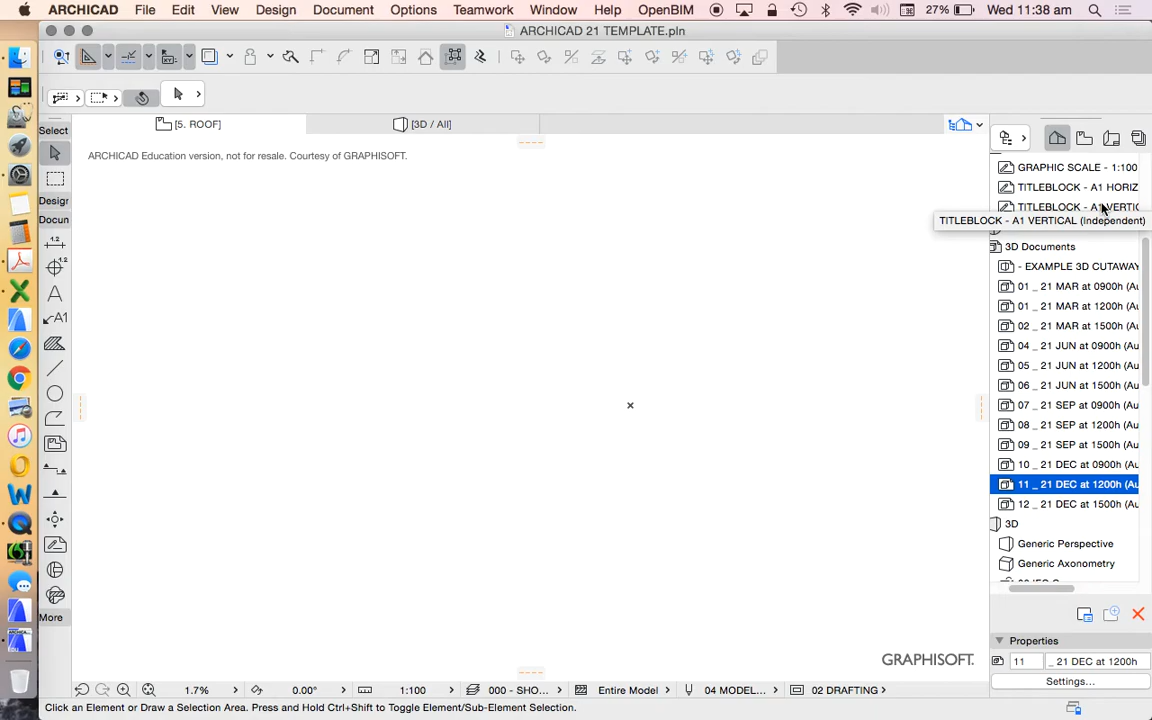 ARCHICAD File Edit View Design Document Options Teamwork Window Help OpenBIM 27% Wed 11:38 am
ARCHICAD 21 TEMPLATE.pln
[5. ROOF] [3D / All]
ARCHICAD Education version, not for resale. Courtesy of GRAPHISOFT.
Select
Design
Docun
More
GRAPHIC SCALE - 1:100
TITLEBLOCK - A1 HORIZ
TITLEBLOCK - A1 VERTIC
TITLEBLOCK - A1 VERTICAL (Independent)
3D Documents
- EXAMPLE 3D CUTAWAY
01 _ 21 MAR at 0900h (Au
01 _ 21 MAR at 1200h (Au
02 _ 21 MAR at 1500h (Au
04 _ 21 JUN at 0900h (Au
05 _ 21 JUN at 1200h (Au
06 _ 21 JUN at 1500h (Au
07 _ 21 SEP at 0900h (Au
08 _ 21 SEP at 1200h (Au
09 _ 21 SEP at 1500h (Au
10 _ 21 DEC at 0900h (Au
11 _ 21 DEC at 1200h (Au
12 _ 21 DEC at 1500h (Au
3D
Generic Perspective
Generic Axonometry
Properties
11 _ 21 DEC at 1200h
Settings...
GRAPHISOFT.
1.7% 0.00° 1:100 000 - SHO... Entire Model 04 MODEL... 02 DRAFTING
Click an Element or Draw a Selection Area. Press and Hold Ctrl+Shift to Toggle Element/Sub-Element Selection.